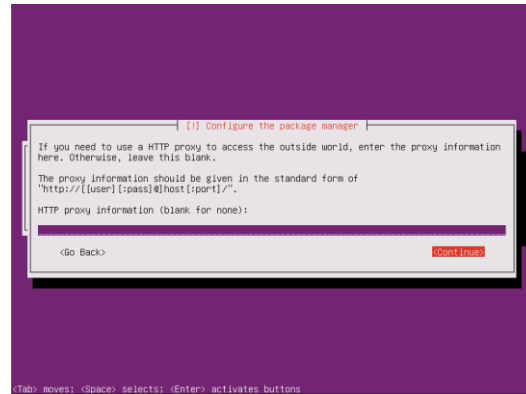 [!] Configure the package manager
If you need to use a HTTP proxy to access the outside world, enter the proxy information
here. Otherwise, leave this blank.
The proxy information should be given in the standard form of
"http://[[user][:pass]@]host[:port]/".
HTTP proxy information (blank for none):
<Go Back>
<Continue>
<Tab> moves; <Space> selects; <Enter> activates buttons